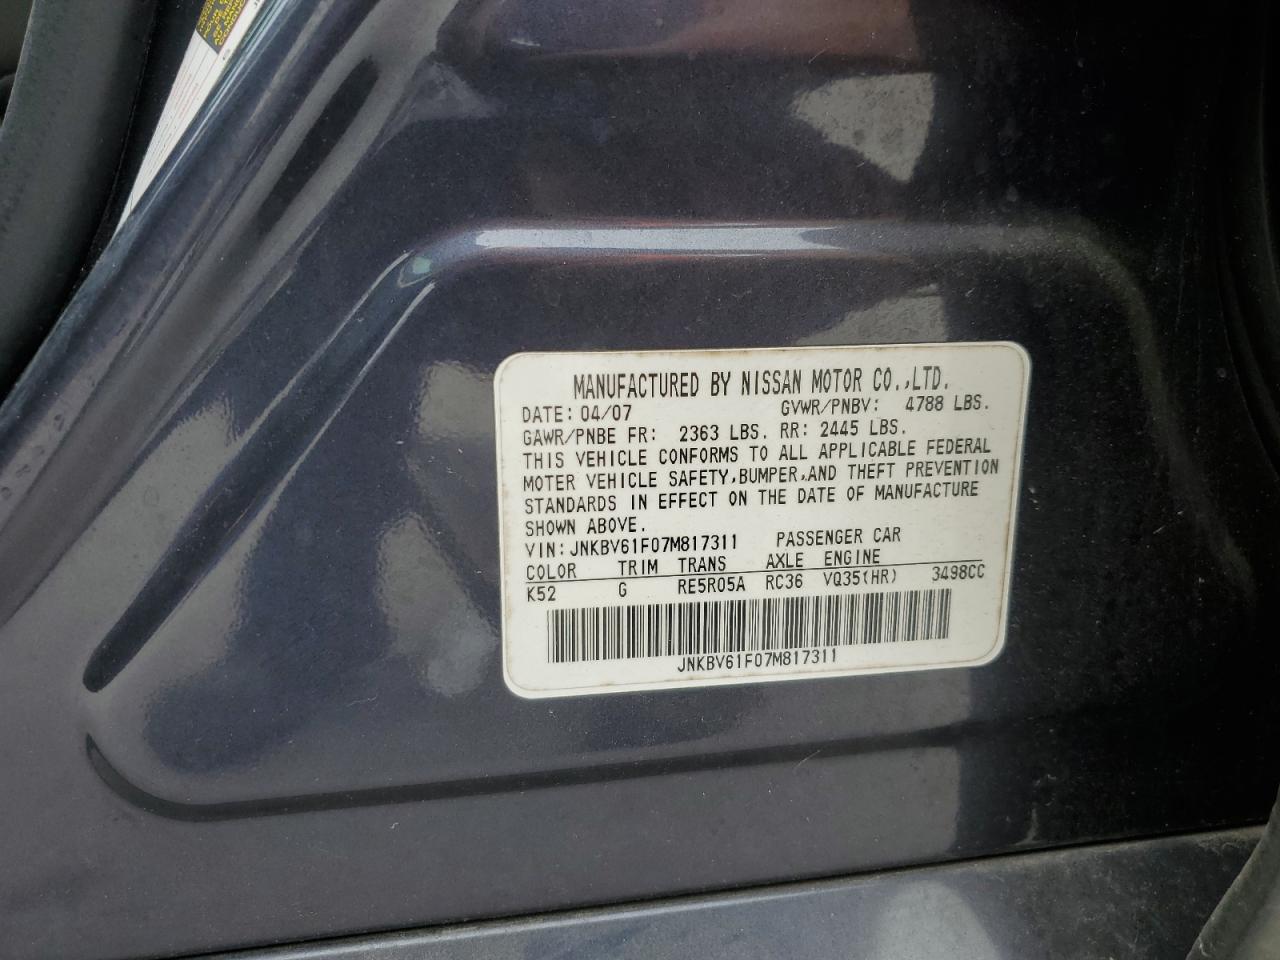 MANUFACTURED BY NISSAN MOTOR CO.,LTD.
DATE: 04/07 GVWR/PNBV: 4788 LBS.
GAWR/PNBE FR: 2363 LBS. RR: 2445 LBS.
THIS VEHICLE CONFORMS TO ALL APPLICABLE FEDERAL
MOTOR VEHICLE SAFETY,BUMPER,AND THEFT PREVENTION
STANDARDS IN EFFECT ON THE DATE OF MANUFACTURE
SHOWN ABOVE.
VIN: JNKBV61F07M817311 PASSENGER CAR
COLOR TRIM TRANS AXLE ENGINE
K52 G RE5R05A RC36 VQ35(HR) 3498CC
JNKBV61F07M817311